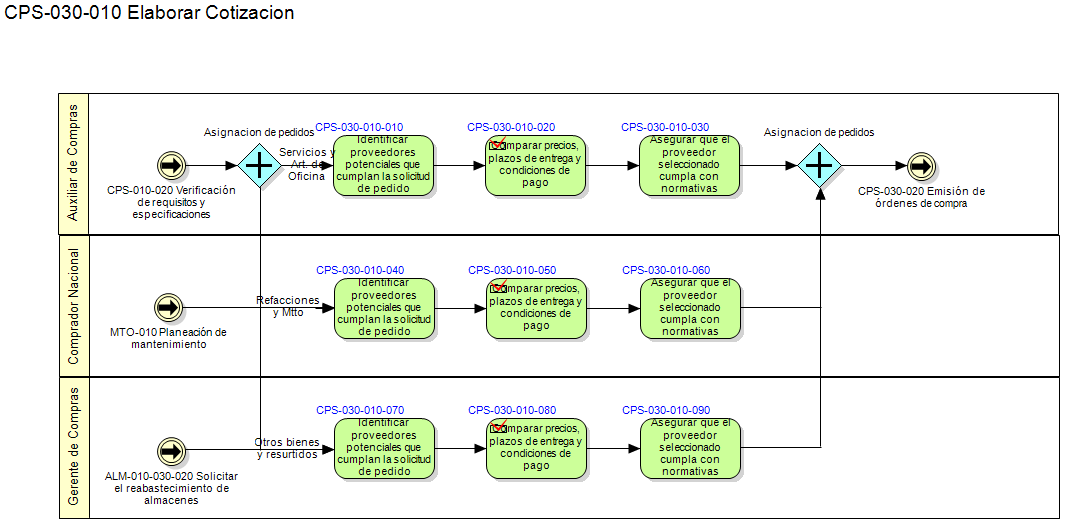 CPS-030-010 Elaborar Cotizacion
Auxiliar de Compras
CPS-010-020 Verificación
de requisitos y
especificaciones
Asignacion de pedidos
Servicios y
Art. de
Oficina
CPS-030-010-010
Identificar
proveedores
potenciales que
cumplan la solicitud
de pedido
CPS-030-010-020
Comparar precios,
plazos de entrega y
condiciones de
pago
CPS-030-010-030
Asegurar que el
proveedor
seleccionado
cumpla con
normativas
Asignacion de pedidos
CPS-030-020 Emisión de
órdenes de compra
Comprador Nacional
MTO-010 Planeación de
mantenimiento
Refacciones
y Mtto
CPS-030-010-040
Identificar
proveedores
potenciales que
cumplan la solicitud
de pedido
CPS-030-010-050
Comparar precios,
plazos de entrega y
condiciones de
pago
CPS-030-010-060
Asegurar que el
proveedor
seleccionado
cumpla con
normativas
Gerente de Compras
ALM-010-030-020 Solicitar
el reabastecimiento de
almacenes
Otros bienes
y resurtidos
CPS-030-010-070
Identificar
proveedores
potenciales que
cumplan la solicitud
de pedido
CPS-030-010-080
Comparar precios,
plazos de entrega y
condiciones de
pago
CPS-030-010-090
Asegurar que el
proveedor
seleccionado
cumpla con
normativas